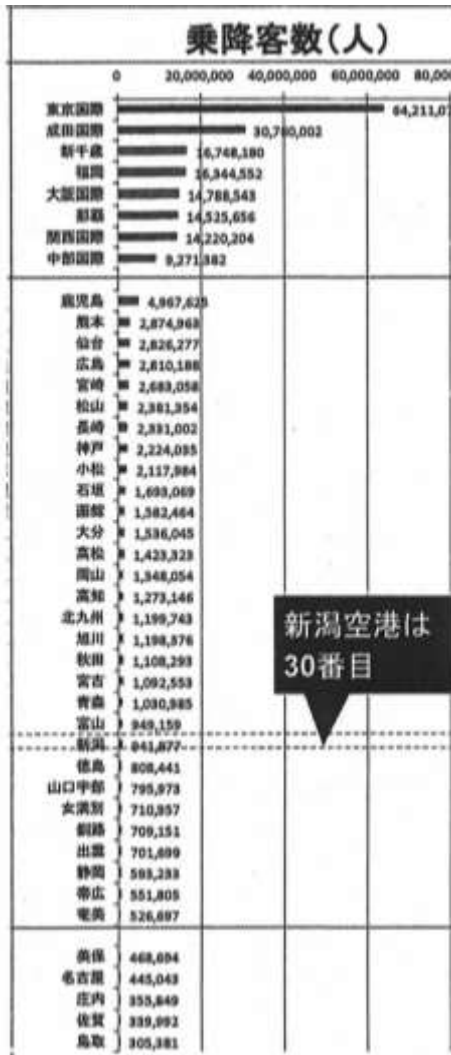 乗降客数(人)
0 20,000,000 40,000,000 60,000,000
東京国際
成田国際
新千歳 16,748,180
福岡 16,344,552
大阪国際 14,788,543
那覇 14,525,656
関西国際 14,220,204
中部国際 9,271,382
鹿児島 4,967,625
熊本 2,874,963
仙台 2,826,277
広島 2,810,188
宮崎 2,683,058
松山 2,381,354
長崎 2,331,002
神戸 2,224,035
小松 2,117,984
石垣 1,693,069
函館 1,582,464
大分 1,536,045
高松 1,423,323
岡山 1,348,054
高知 1,273,146
北九州 1,199,743
旭川 1,198,376
秋田 1,108,293
宮古 1,092,553
青森 1,030,985
富山 949,159
新潟 941,877
新潟空港は
30番目
徳島 808,441
山口宇部 795,973
女満別 710,957
釧路 709,151
出雲 701,699
静岡 593,233
帯広 551,805
奄美 526,697
美保 468,694
名古屋 445,043
庄内 355,849
佐賀 339,992
鳥取 305,381